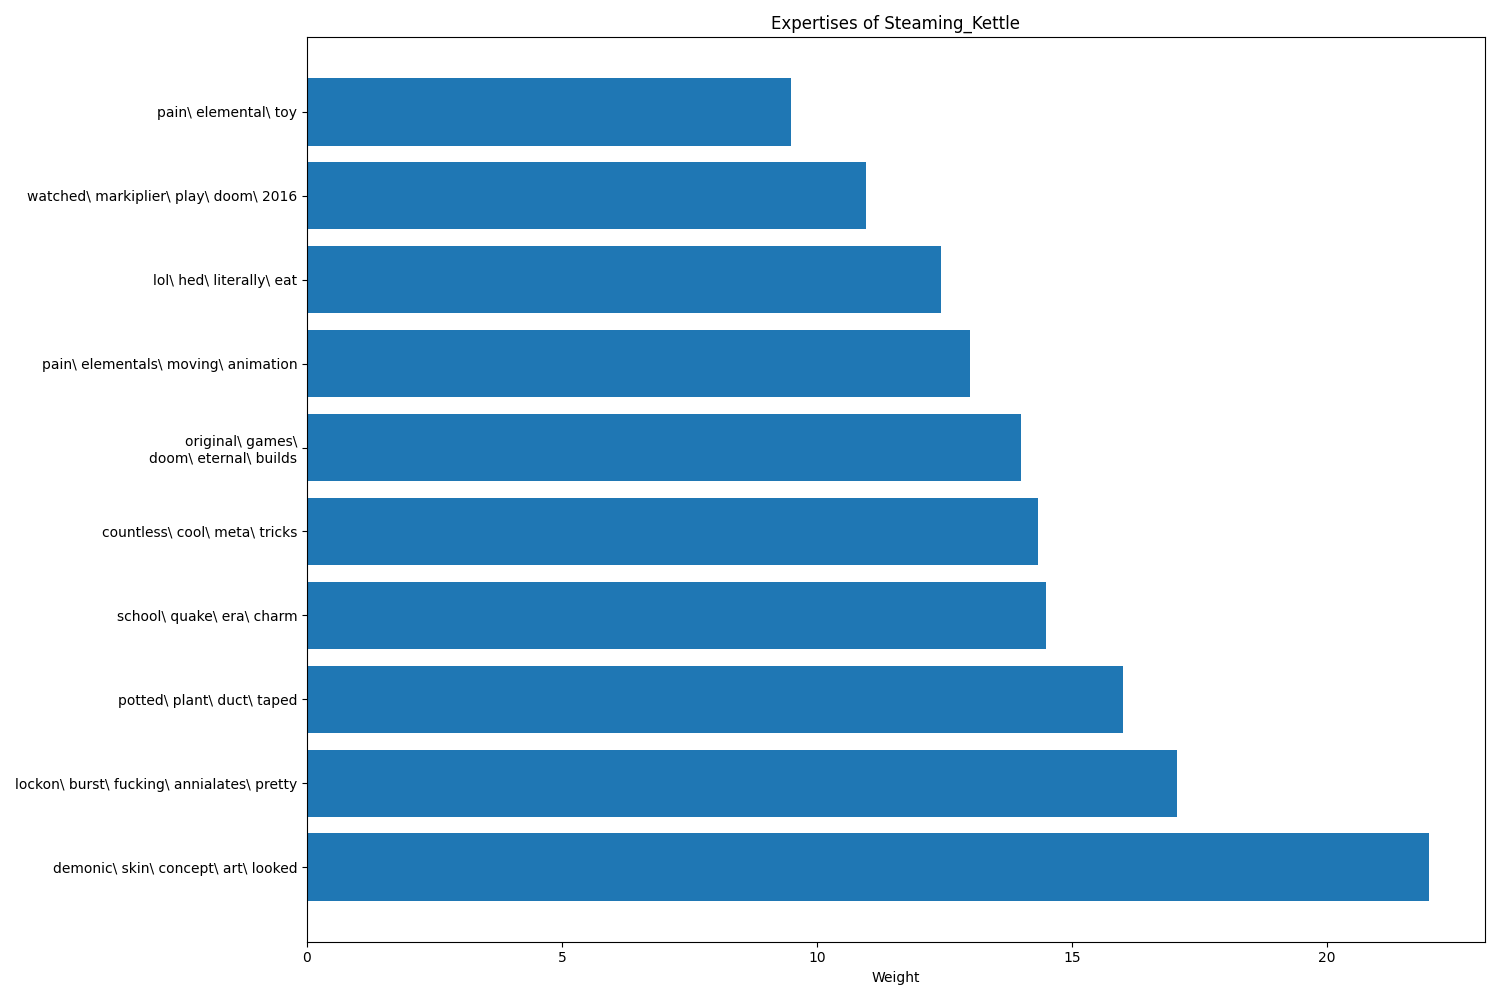 Expertises of Steaming_Kettle
pain\ elemental\ toy
watched\ markiplier\ play\ doom\ 2016
lol\ hed\ literally\ eat
pain\ elementals\ moving\ animation
original\ games\
doom\ eternal\ builds
countless\ cool\ meta\ tricks
school\ quake\ era\ charm
potted\ plant\ duct\ taped
lockon\ burst\ fucking\ annialates\ pretty
demonic\ skin\ concept\ art\ looked
0 5 10 15 20
Weight